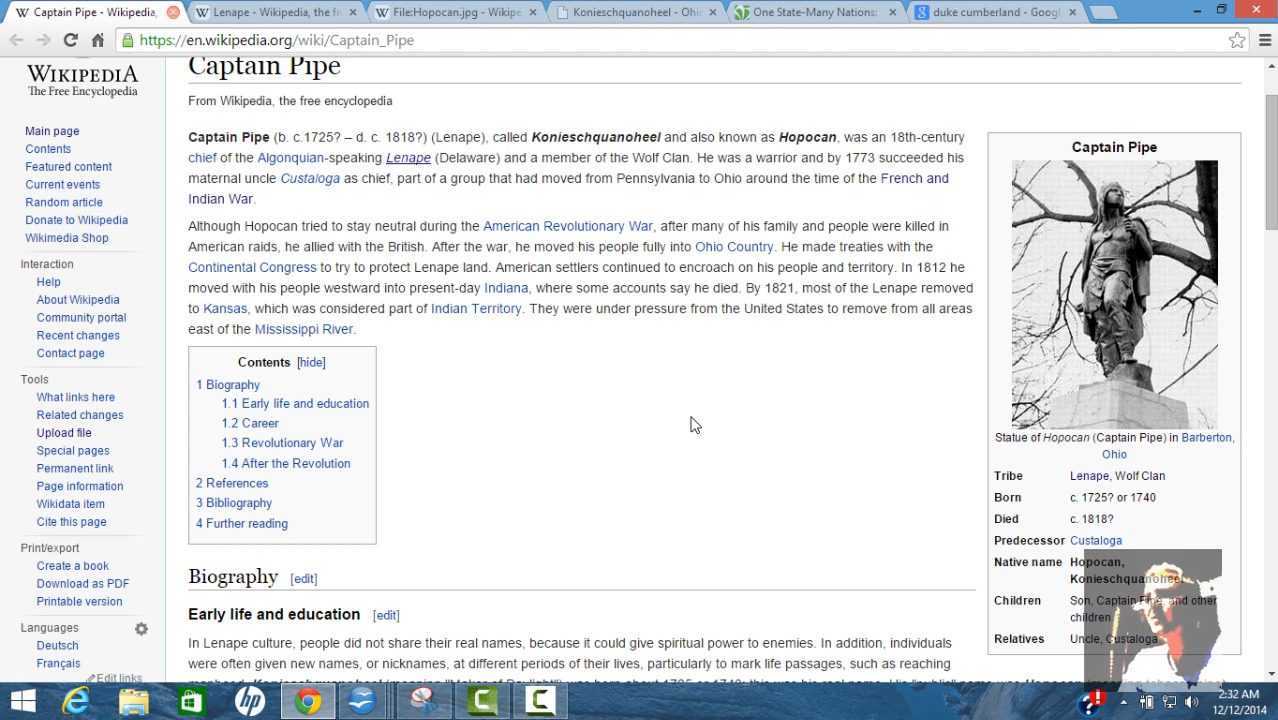 Captain Pipe - Wikipedia,
Lenape - Wikipedia, the fr
File:Hopocan.jpg - Wikipe
Konieschquanoheel - Ohi
One State-Many Nations:
duke cumberland - Googl
https://en.wikipedia.org/wiki/Captain_Pipe
WIKIPEDIA
The Free Encyclopedia
Main page
Contents
Featured content
Current events
Random article
Donate to Wikipedia
Wikimedia Shop
Interaction
Help
About Wikipedia
Community portal
Recent changes
Contact page
Tools
What links here
Related changes
Upload file
Special pages
Permanent link
Page information
Wikidata item
Cite this page
Print/export
Create a book
Download as PDF
Printable version
Languages
Deutsch
Français
Edit links
Captain Pipe
From Wikipedia, the free encyclopedia
Captain Pipe (b. c.1725? – d. c. 1818?) (Lenape), called Konieschquanoheel and also known as Hopocan, was an 18th-century
chief of the Algonquian-speaking Lenape (Delaware) and a member of the Wolf Clan. He was a warrior and by 1773 succeeded his
maternal uncle Custaloga as chief, part of a group that had moved from Pennsylvania to Ohio around the time of the French and
Indian War.
Although Hopocan tried to stay neutral during the American Revolutionary War, after many of his family and people were killed in
American raids, he allied with the British. After the war, he moved his people fully into Ohio Country. He made treaties with the
Continental Congress to try to protect Lenape land. American settlers continued to encroach on his people and territory. In 1812 he
moved with his people westward into present-day Indiana, where some accounts say he died. By 1821, most of the Lenape removed
to Kansas, which was considered part of Indian Territory. They were under pressure from the United States to remove from all areas
east of the Mississippi River.
Contents [hide]
1 Biography
1.1 Early life and education
1.2 Career
1.3 Revolutionary War
1.4 After the Revolution
2 References
3 Bibliography
4 Further reading
Biography [edit]
Early life and education [edit]
In Lenape culture, people did not share their real names, because it could give spiritual power to enemies. In addition, individuals
were often given new names, or nicknames, at different periods of their lives, particularly to mark life passages, such as reaching
Captain Pipe
Statue of Hopocan (Captain Pipe) in Barberton,
Ohio
Tribe Lenape, Wolf Clan
Born c. 1725? or 1740
Died c. 1818?
Predecessor Custaloga
Native name Hopocan,
Konieschquanoheel
Children Son, Captain Pipe, and other
children
Relatives Uncle, Custaloga
hp
2:32 AM
12/12/2014